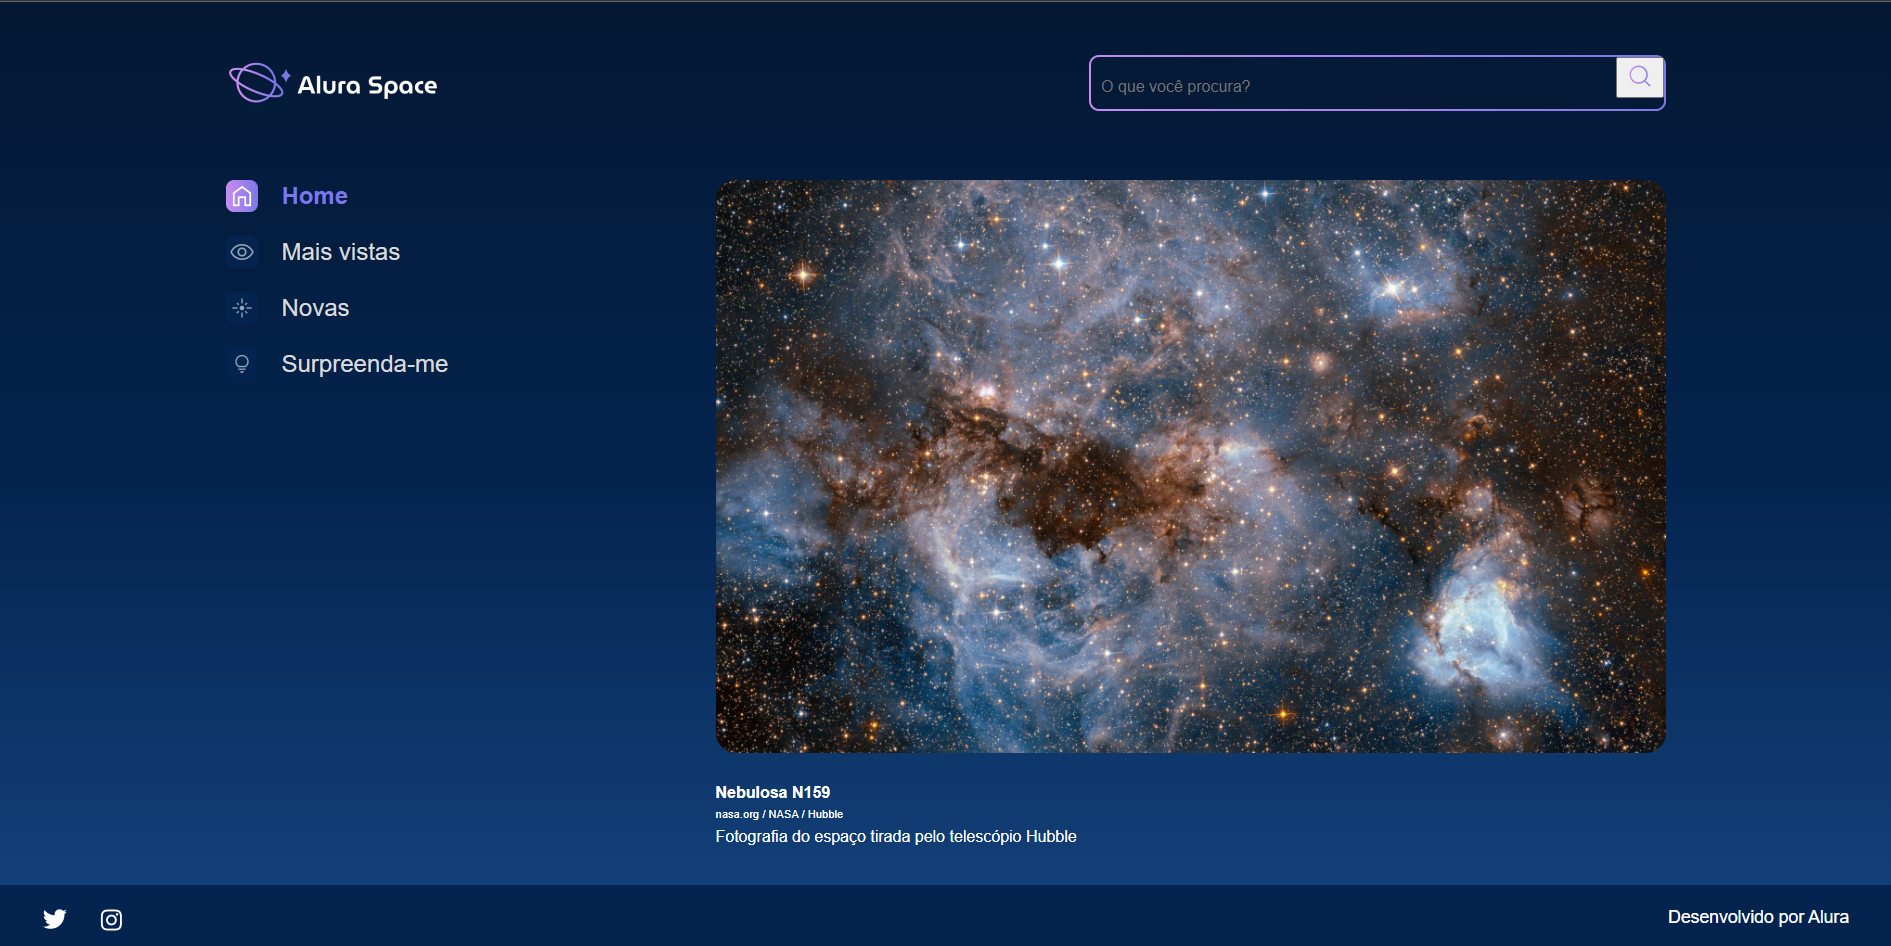 Alura Space
O que você procura?
Home
Mais vistas
Novas
Surpreenda-me
Nebulosa N159
nasa.org / NASA / Hubble
Fotografia do espaço tirada pelo telescópio Hubble
Desenvolvido por Alura